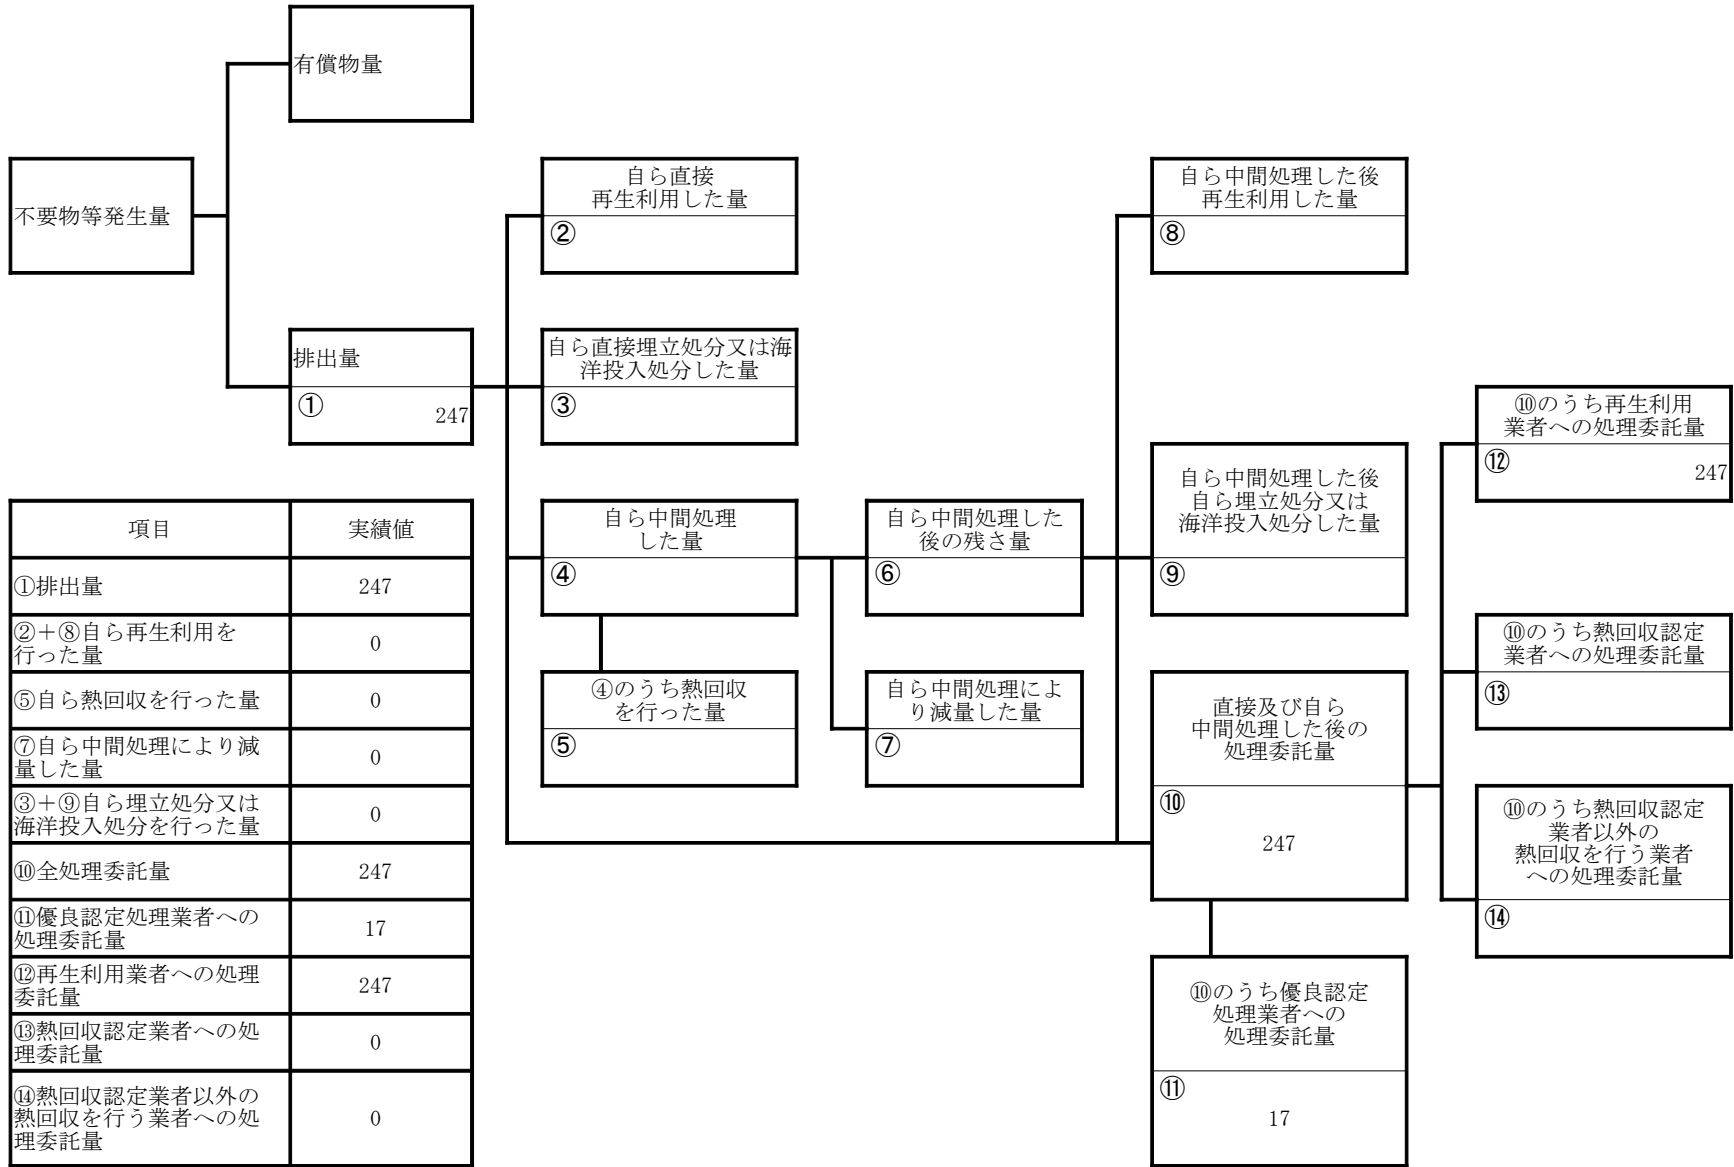 有償物量
不要物等発生量
排出量
①
247
自ら直接
再生利用した量
②
自ら直接埋立処分又は海
洋投入処分した量
③
自ら中間処理
した量
④
④のうち熱回収
を行った量
⑤
自ら中間処理した
後の残さ量
⑥
自ら中間処理によ
り減量した量
⑦
自ら中間処理した後
再生利用した量
⑧
自ら中間処理した後
自ら埋立処分又は
海洋投入処分した量
⑨
直接及び自ら
中間処理した後の
処理委託量
⑩
247
⑩のうち優良認定
処理業者への
処理委託量
⑪
17
⑩のうち再生利用
業者への処理委託量
⑫
247
⑩のうち熱回収認定
業者への処理委託量
⑬
⑩のうち熱回収認定
業者以外の
熱回収を行う業者
への処理委託量
⑭
項目 実績値
①排出量 247
②+⑧自ら再生利用を
行った量 0
⑤自ら熱回収を行った量 0
⑦自ら中間処理により減
量した量 0
③+⑨自ら埋立処分又は
海洋投入処分を行った量 0
⑩全処理委託量 247
⑪優良認定処理業者への
処理委託量 17
⑫再生利用業者への処理
委託量 247
⑬熱回収認定業者への処
理委託量 0
⑭熱回収認定業者以外の
熱回収を行う業者への処
理委託量 0